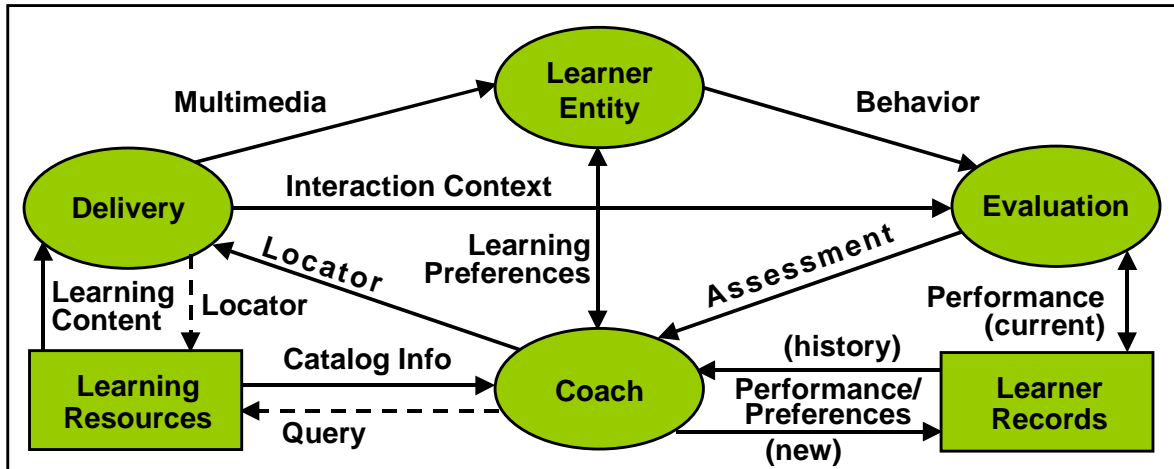 Learner
Entity
Multimedia
Behavior
Delivery
Interaction Context
Evaluation
Learning
Preferences
Locator
Assessment
Learning
Content
Locator
Performance
(current)
Catalog Info
(history)
Learning
Resources
Coach
Performance/
Preferences
Learner
Records
Query
(new)